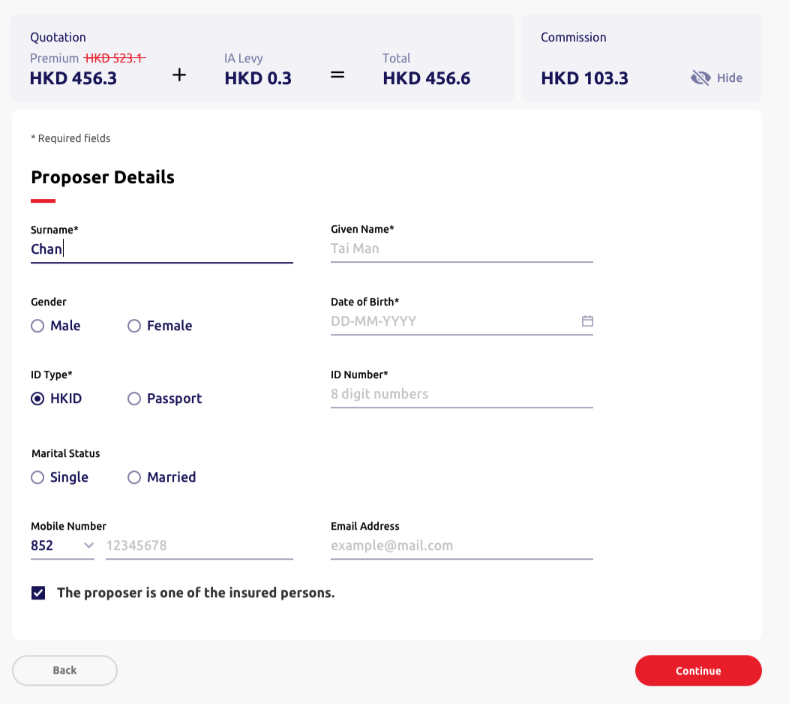 Quotation
Commission
Premium HKD 523.1
IA Levy
Total
HKD 456.3
+
HKD 0.3
=
HKD 456.6
HKD 103.3
Hide
* Required fields
Proposer Details
Surname*
Given Name*
Chan
Tai Man
Gender
Date of Birth*
Male
Female
DD-MM-YYYY
ID Type*
ID Number*
HKID
Passport
8 digit numbers
Marital Status
Single
Married
Mobile Number
Email Address
852
12345678
example@mail.com
The proposer is one of the insured persons.
Back
Continue